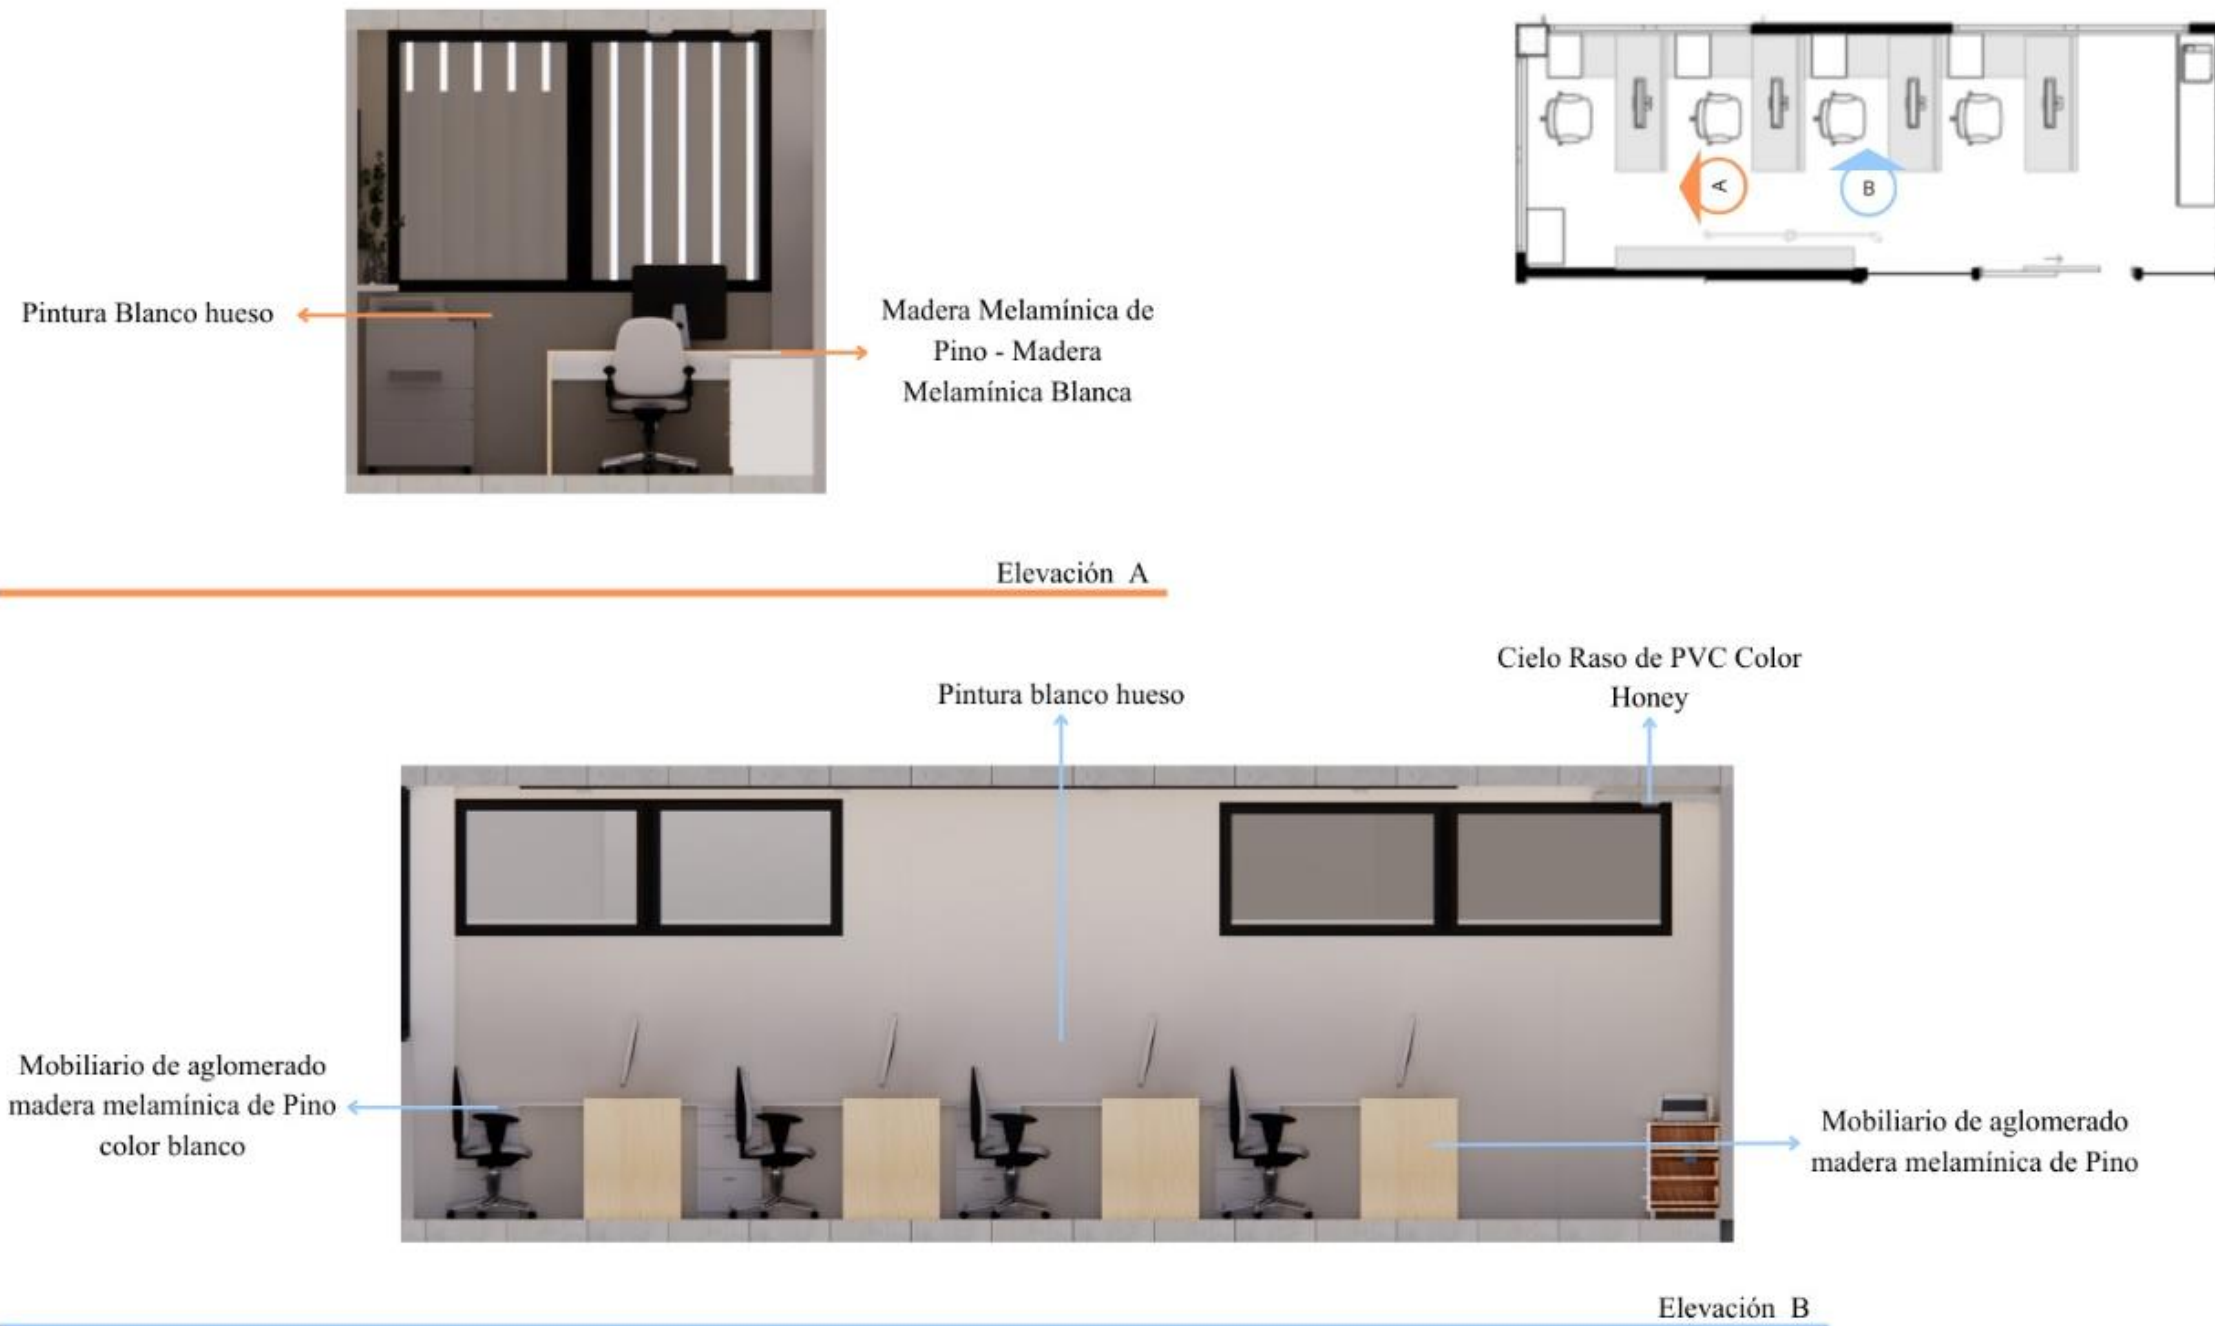 A
B
Pintura Blanco hueso
Madera Melamínica de
Pino - Madera
Melamínica Blanca
Elevación A
Cielo Raso de PVC Color
Honey
Pintura blanco hueso
Mobiliario de aglomerado
madera melamínica de Pino
color blanco
Mobiliario de aglomerado
madera melamínica de Pino
Elevación B